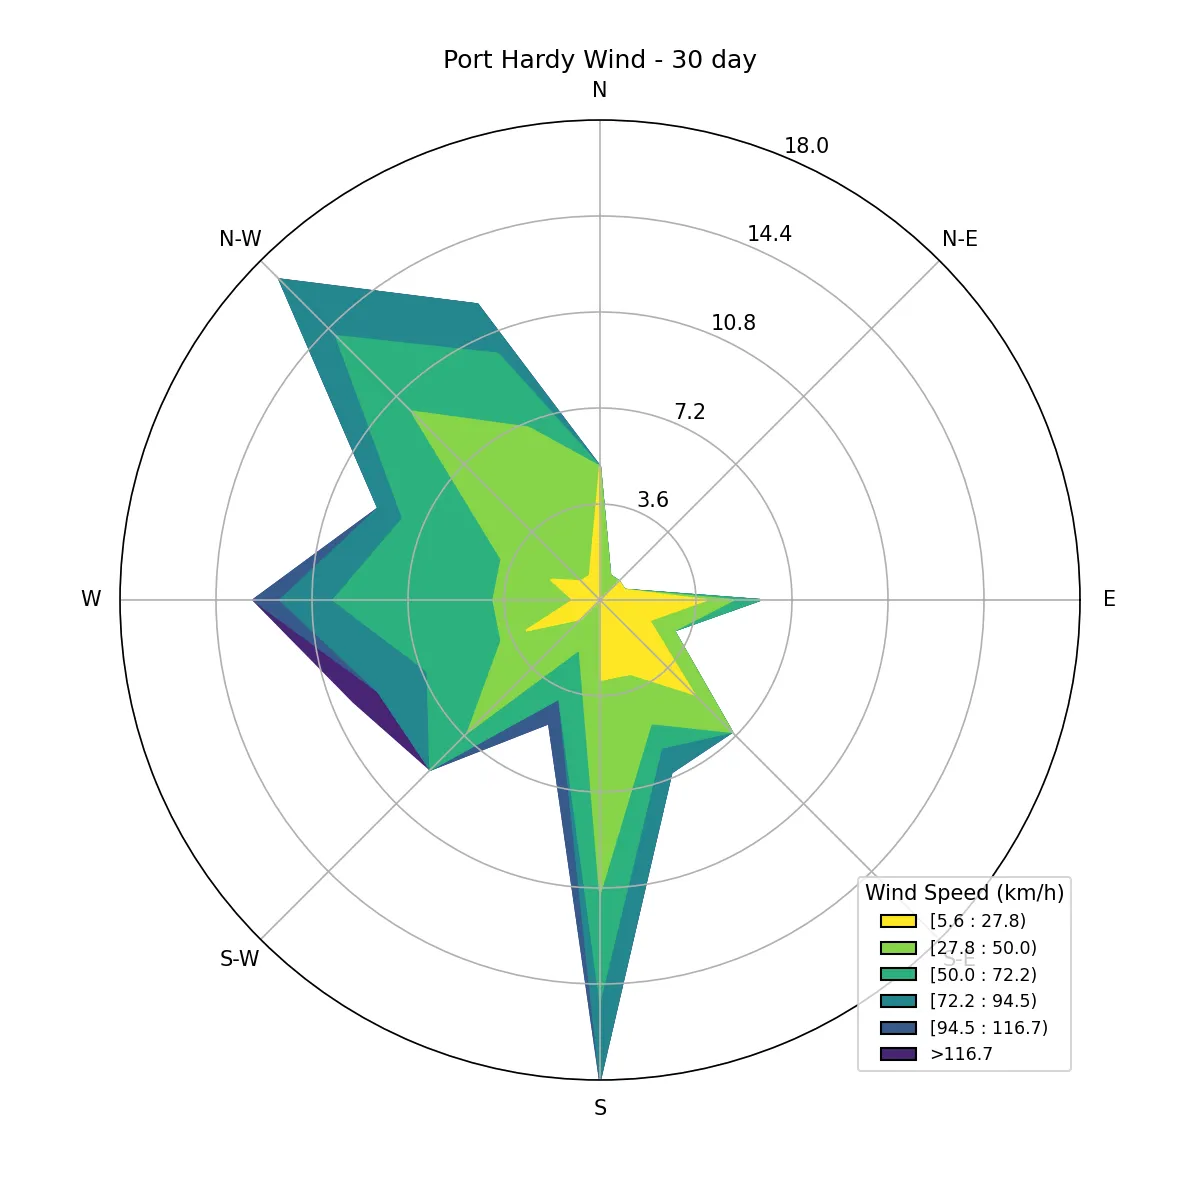 Port Hardy Wind - 30 day
N
18.0
14.4
N-W
N-E
10.8
7.2
3.6
W
E
Wind Speed (km/h)
[5.6 : 27.8)
[27.8 : 50.0)
S-W
S-E
[50.0 : 72.2)
[72.2 : 94.5)
[94.5 : 116.7)
>116.7
S